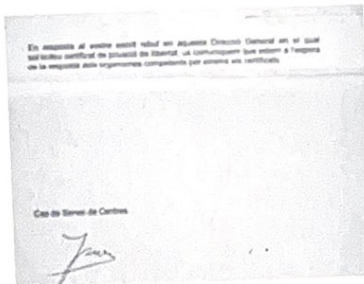 En resposta al vostre escrit rebut en aquesta Direcció General en el qual
sol·liciteu certificat de privació de llibertat, us comuniquem que estem a l'espera
de la resposta dels organismes competents per emetre els certificats.
Cap de Servei de Centres